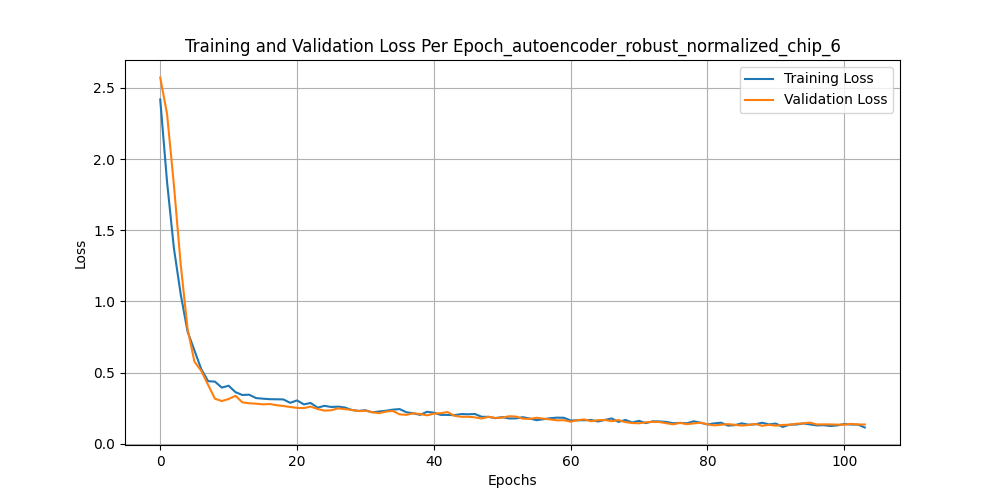 Training and Validation Loss Per Epoch_autoencoder_robust_normalized_chip_6
Training Loss
Validation Loss
Loss
2.5
2.0
1.5
1.0
0.5
0.0
0 20 40 60 80 100
Epochs